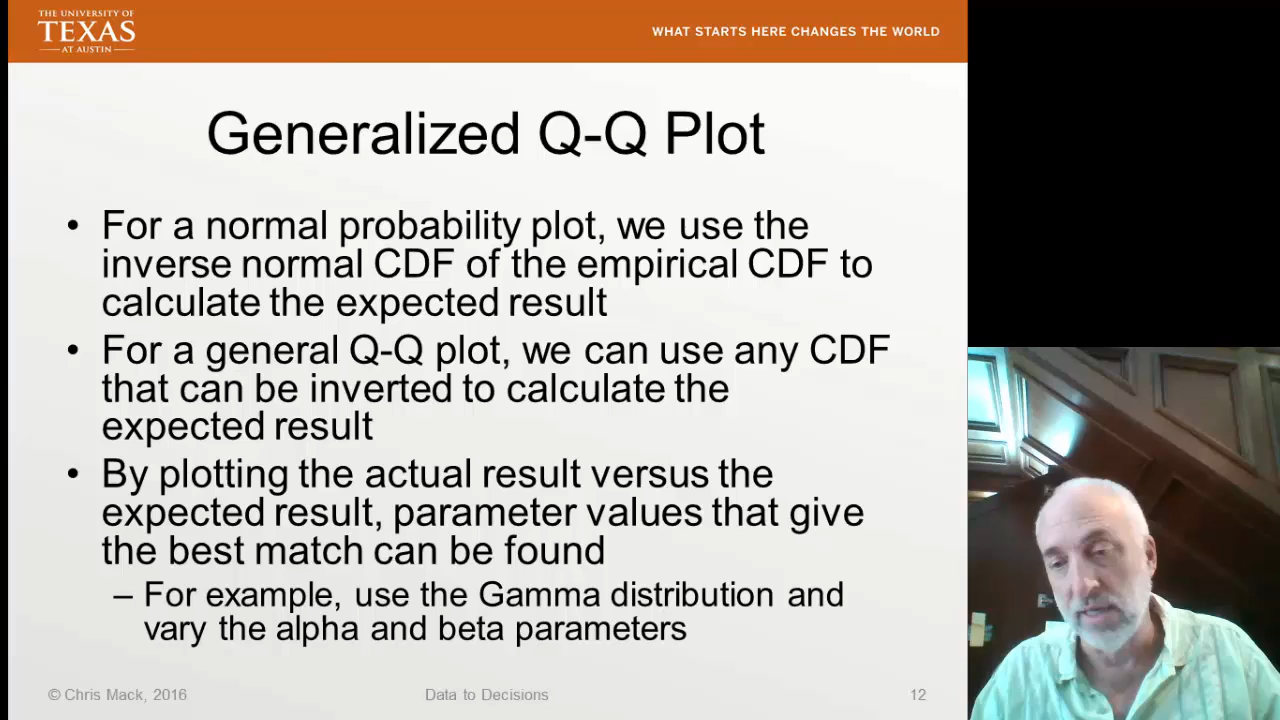 THE UNIVERSITY OF
TEXAS
AT AUSTIN
WHAT STARTS HERE CHANGES THE WORLD
Generalized Q-Q Plot
• For a normal probability plot, we use the
inverse normal CDF of the empirical CDF to
calculate the expected result
• For a general Q-Q plot, we can use any CDF
that can be inverted to calculate the
expected result
• By plotting the actual result versus the
expected result, parameter values that give
the best match can be found
– For example, use the Gamma distribution and
vary the alpha and beta parameters
© Chris Mack, 2016
Data to Decisions
12